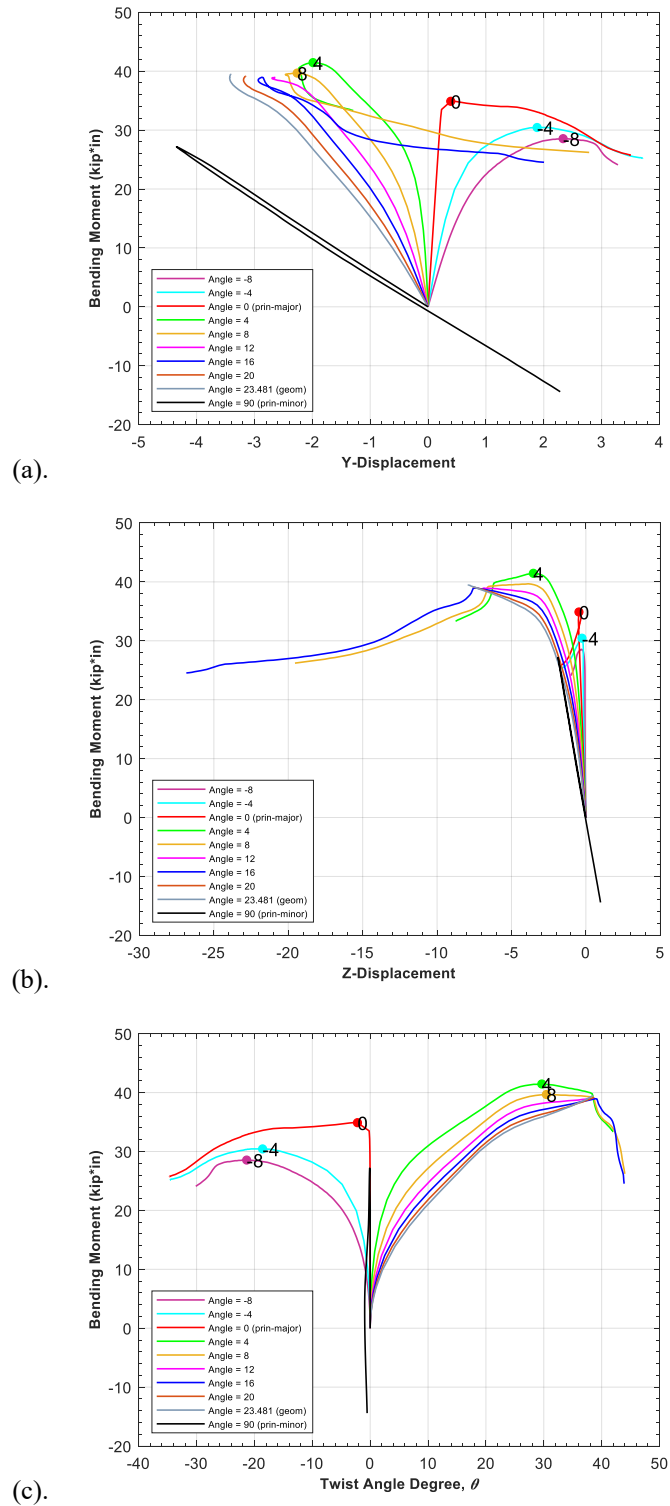 50
40
30
20
10
0
-10
-20
Bending Moment (kip*in)
4
8
0
-4
-8
Angle = -8
Angle = -4
Angle = 0 (prin-major)
Angle = 4
Angle = 8
Angle = 12
Angle = 16
Angle = 20
Angle = 23.481 (geom)
Angle = 90 (prin-minor)
-5 -4 -3 -2 -1 0 1 2 3 4
Y-Displacement
(a).
50
40
30
20
10
0
-10
-20
Bending Moment (kip*in)
4
0
-4
Angle = -8
Angle = -4
Angle = 0 (prin-major)
Angle = 4
Angle = 8
Angle = 12
Angle = 16
Angle = 20
Angle = 23.481 (geom)
Angle = 90 (prin-minor)
-30 -25 -20 -15 -10 -5 0 5
Z-Displacement
(b).
50
40
30
20
10
0
-10
-20
Bending Moment (kip*in)
4
8
0
-4
-8
Angle = -8
Angle = -4
Angle = 0 (prin-major)
Angle = 4
Angle = 8
Angle = 12
Angle = 16
Angle = 20
Angle = 23.481 (geom)
Angle = 90 (prin-minor)
-40 -30 -20 -10 0 10 20 30 40 50
Twist Angle Degree, θ
(c).